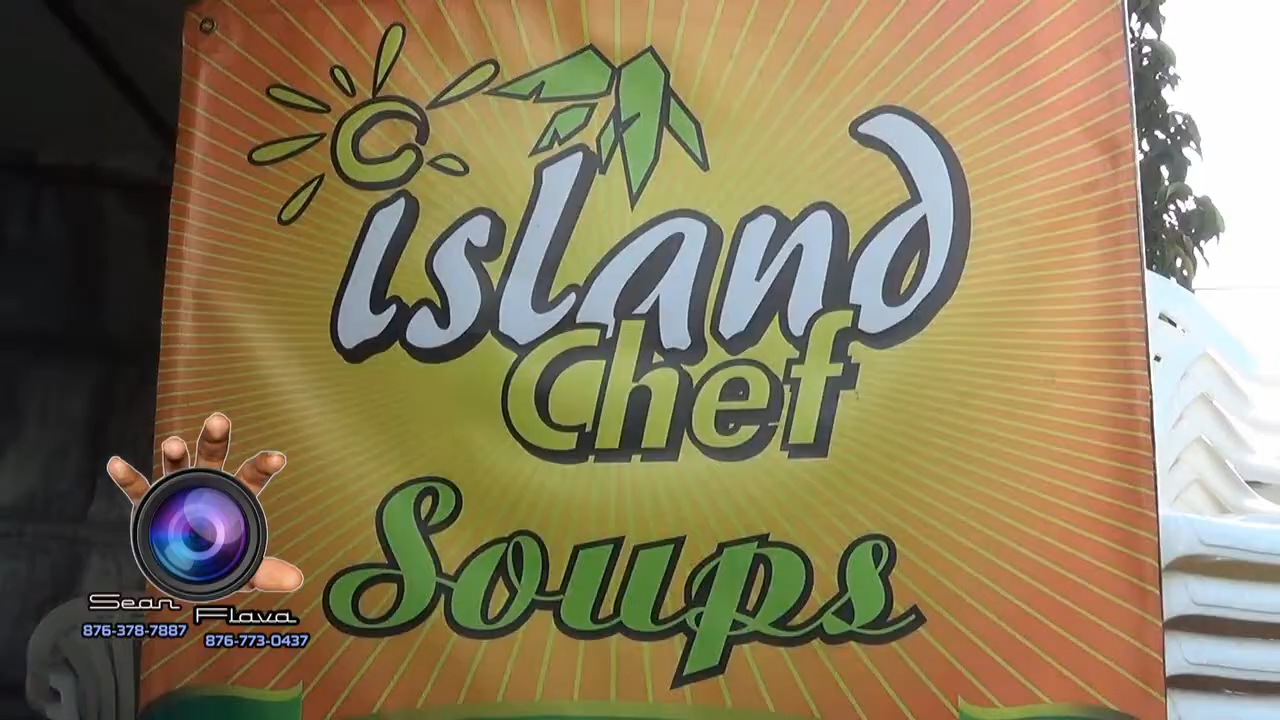 island
Chef
Soups
Sean Flava
876-378-7887
876-773-0437